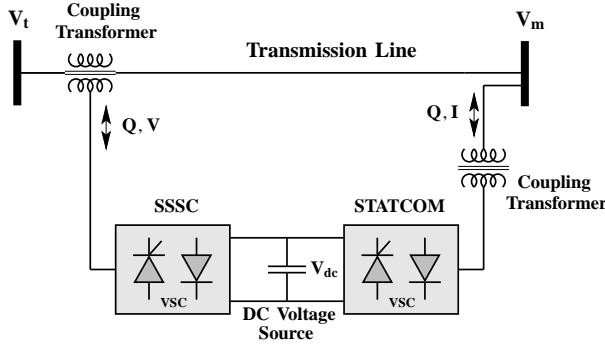 V_t
Coupling
Transformer
Transmission Line
V_m
Q, V
Q, I
Coupling
Transformer
SSSC
STATCOM
VSC
V_dc
VSC
DC Voltage
Source